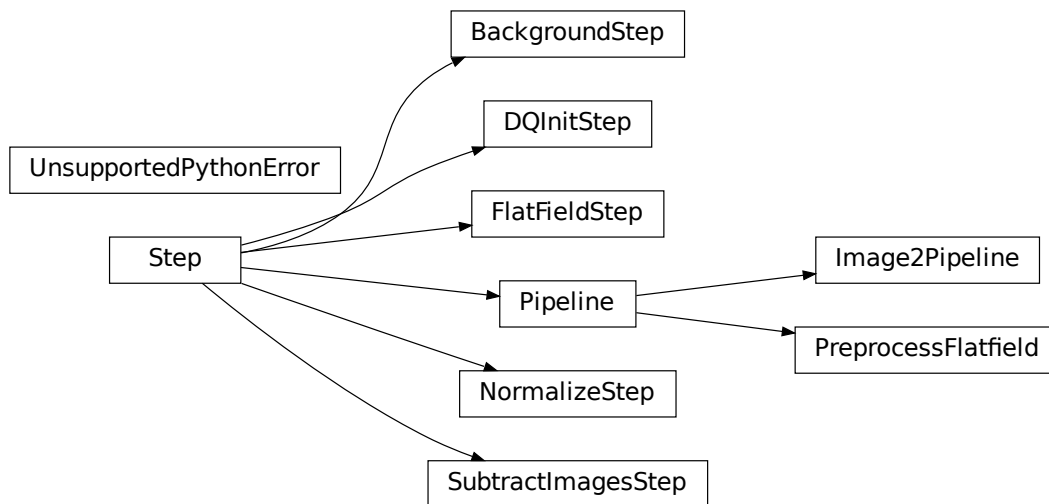 BackgroundStep
DQInitStep
UnsupportedPythonError
FlatFieldStep
Step
Image2Pipeline
Pipeline
PreprocessFlatfield
NormalizeStep
SubtractImagesStep